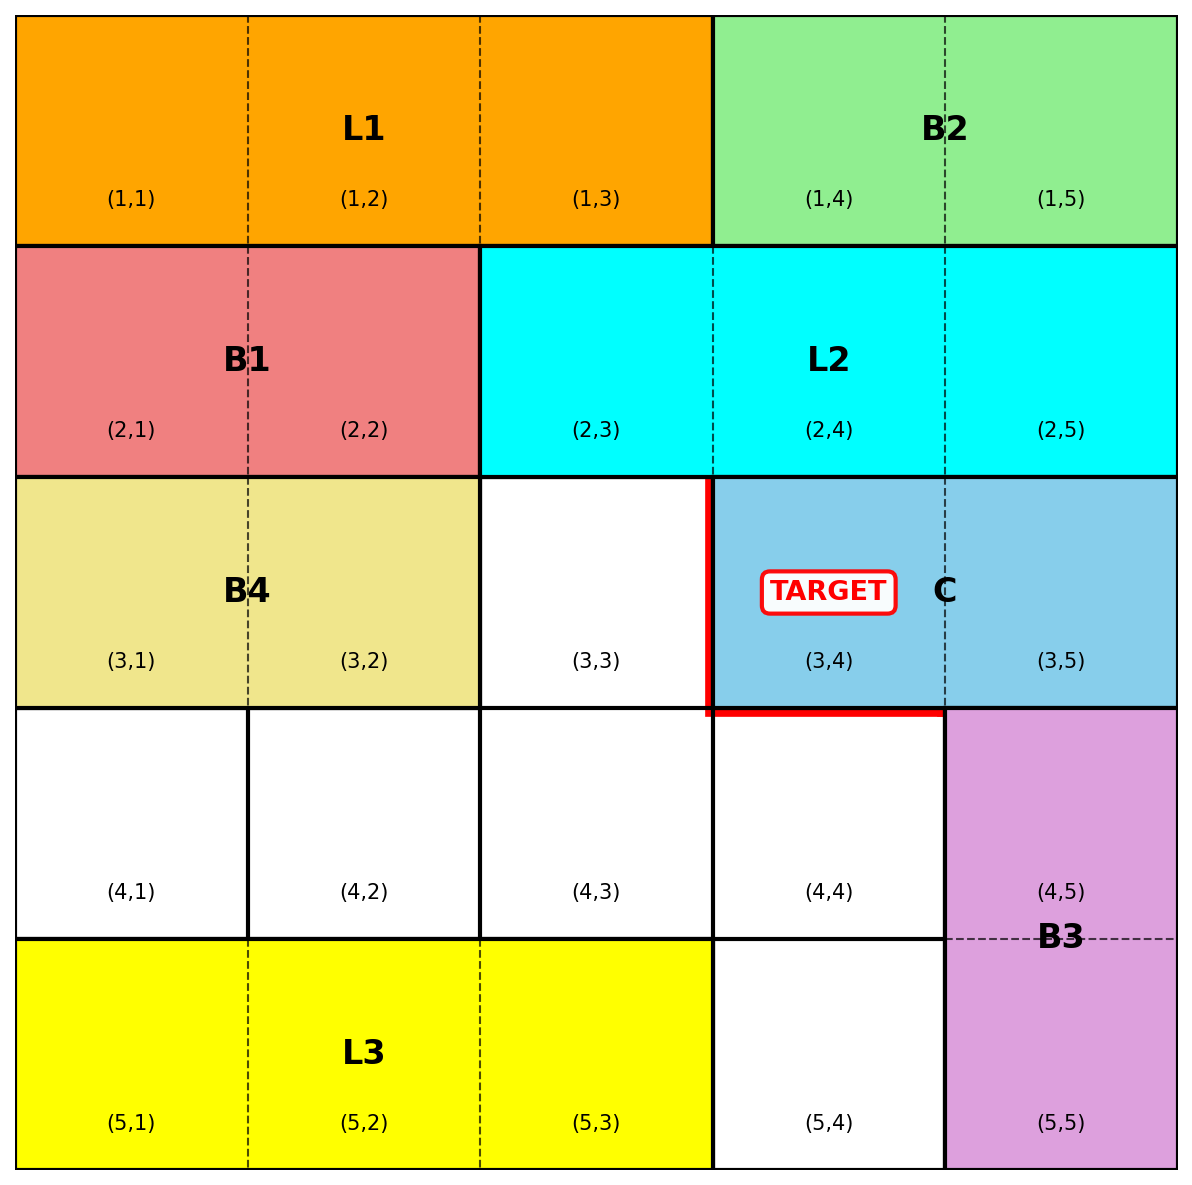 L1
B2
(1,1) (1,2) (1,3) (1,4) (1,5)
B1
L2
(2,1) (2,2) (2,3) (2,4) (2,5)
B4
TARGET
C
(3,1) (3,2) (3,3) (3,4) (3,5)
(4,1) (4,2) (4,3) (4,4) (4,5)
B3
L3
(5,1) (5,2) (5,3) (5,4) (5,5)